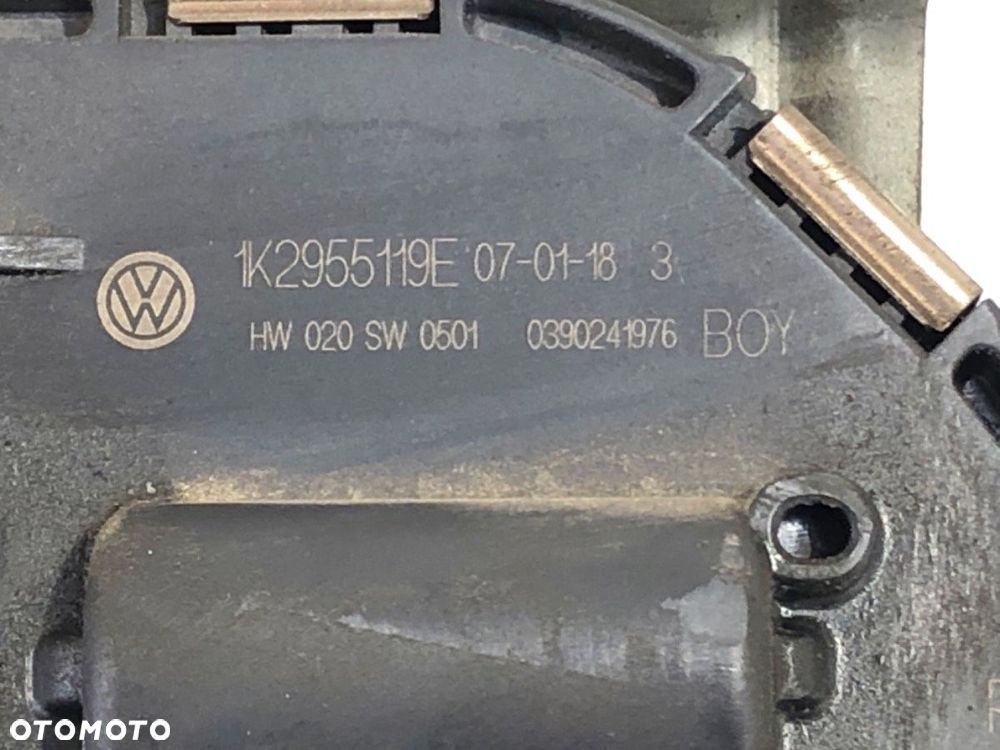 1K2955119E 07-01-18 3
HW 020 SW 0501 0390241976 BOY
OTOMOTO